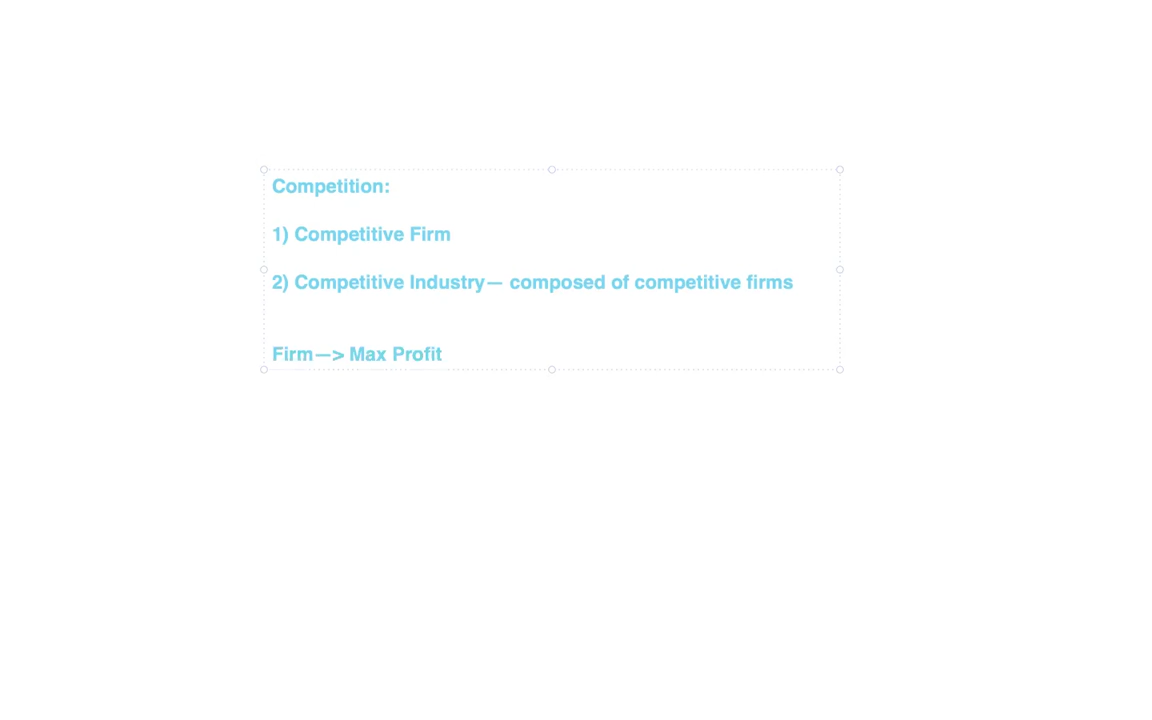 Competition:
1) Competitive Firm
2) Competitive Industry— composed of competitive firms
Firm—> Max Profit